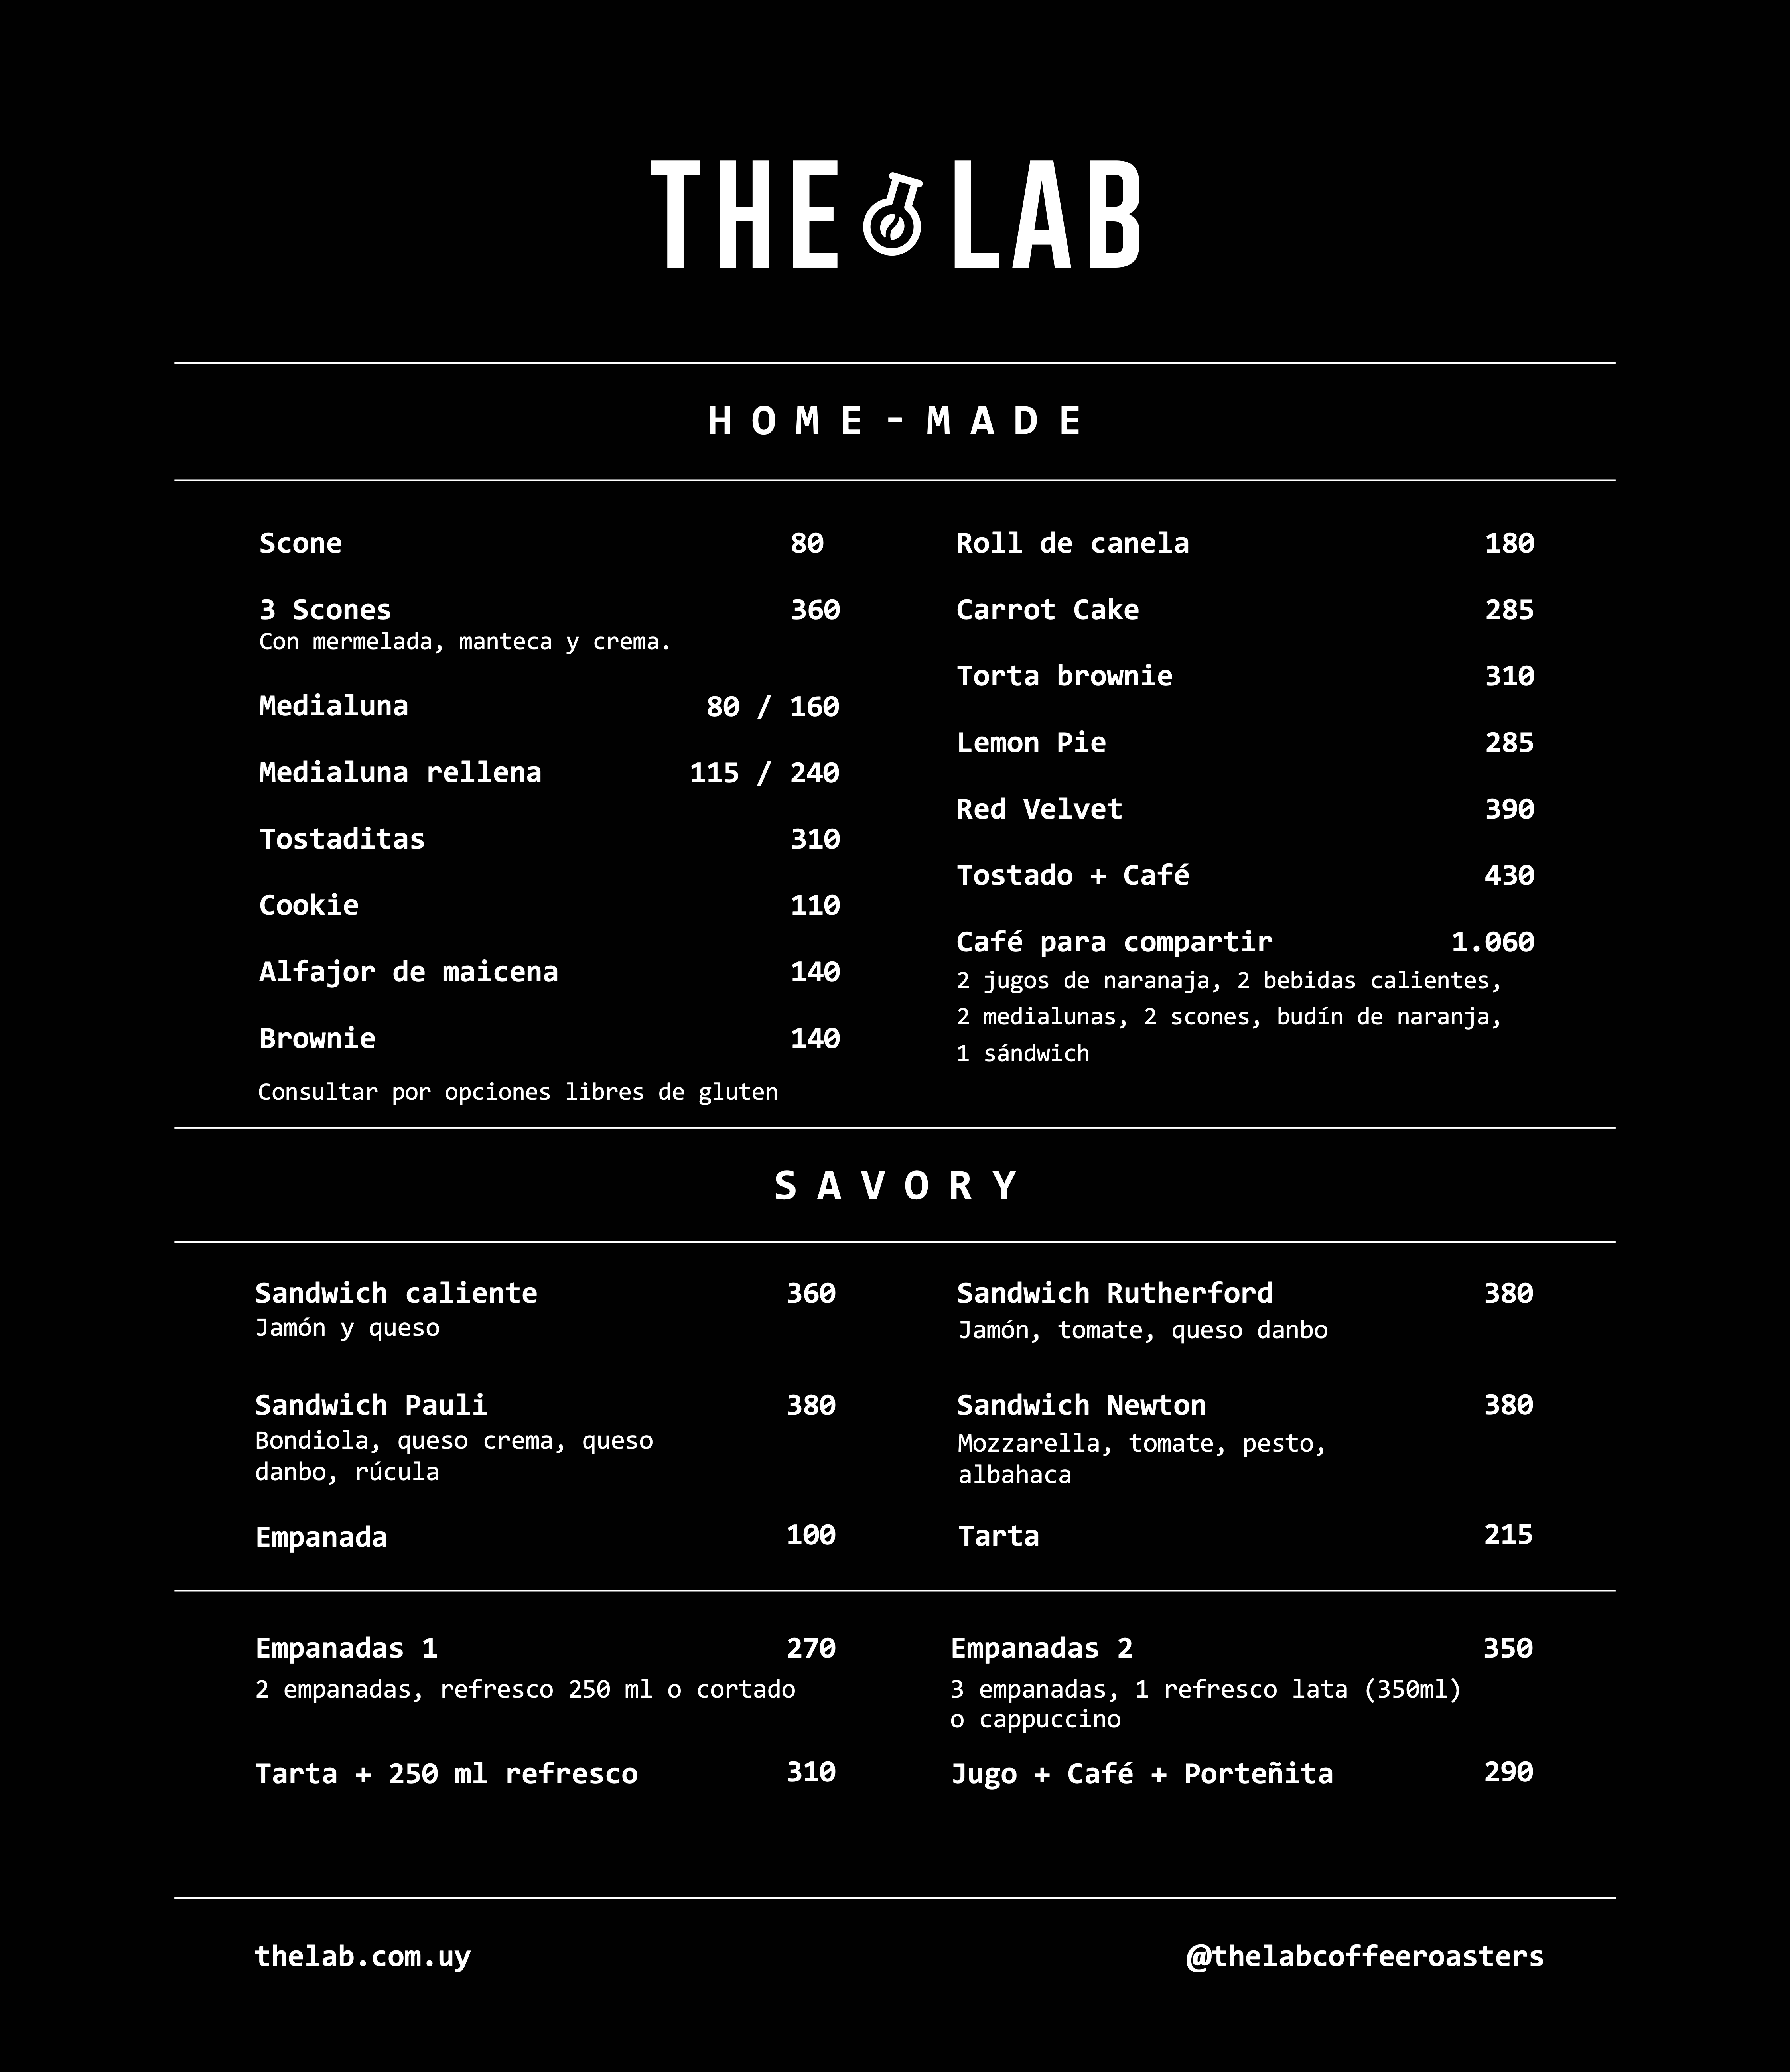 THE LAB
HOME-MADE
Scone 80
3 Scones 360
Con mermelada, manteca y crema.
Medialuna 80 / 160
Medialuna rellena 115 / 240
Tostaditas 310
Cookie 110
Alfajor de maicena 140
Brownie 140
Consultar por opciones libres de gluten
Roll de canela 180
Carrot Cake 285
Torta brownie 310
Lemon Pie 285
Red Velvet 390
Tostado + Café 430
Café para compartir 1.060
2 jugos de naranaja, 2 bebidas calientes,
2 medialunas, 2 scones, budín de naranja,
1 sándwich
SAVORY
Sandwich caliente 360
Jamón y queso
Sandwich Pauli 380
Bondiola, queso crema, queso
danbo, rúcula
Empanada 100
Sandwich Rutherford 380
Jamón, tomate, queso danbo
Sandwich Newton 380
Mozzarella, tomate, pesto,
albahaca
Tarta 215
Empanadas 1 270
2 empanadas, refresco 250 ml o cortado
Tarta + 250 ml refresco 310
Empanadas 2 350
3 empanadas, 1 refresco lata (350ml)
o cappuccino
Jugo + Café + Porteñita 290
thelab.com.uy
@thelabcoffeeroasters